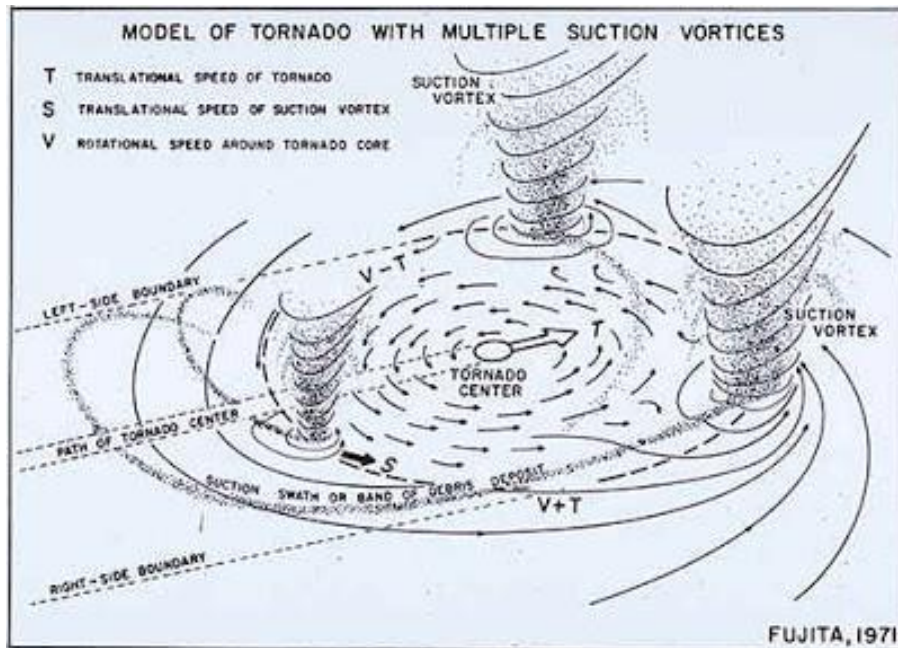 MODEL OF TORNADO WITH MULTIPLE SUCTION VORTICES
T TRANSLATIONAL SPEED OF TORNADO
S TRANSLATIONAL SPEED OF SUCTION VORTEX
V ROTATIONAL SPEED AROUND TORNADO CORE
SUCTION
VORTEX
V-T
LEFT-SIDE BOUNDARY
SUCTION
VORTEX
T
TORNADO
CENTER
PATH OF TORNADO CENTER
S
SUCTION SWATH OR BAND OF DEBRIS DEPOSIT
V+T
RIGHT-SIDE BOUNDARY
FUJITA, 1971